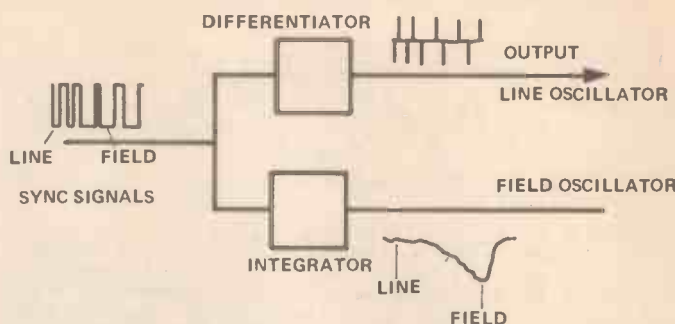 DIFFERENTIATOR
OUTPUT
LINE OSCILLATOR
LINE
FIELD
SYNC SIGNALS
FIELD OSCILLATOR
INTEGRATOR
LINE
FIELD